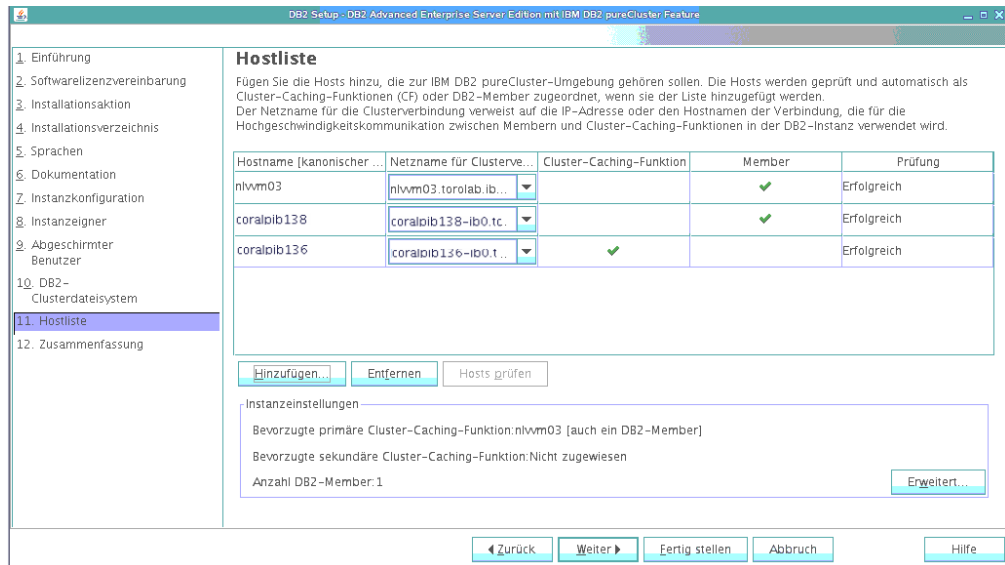 DB2 Setup - DB2 Advanced Enterprise Server Edition mit IBM DB2 pureCluster Feature
1. Einführung
2. Softwarelizenzvereinbarung
3. Installationsaktion
4. Installationsverzeichnis
5. Sprachen
6. Dokumentation
7. Instanzkonfiguration
8. Instanzeigner
9. Abgeschirmter
Benutzer
10. DB2-
Clusterdateisystem
11. Hostliste
12. Zusammenfassung
Hostliste
Fügen Sie die Hosts hinzu, die zur IBM DB2 pureCluster-Umgebung gehören sollen. Die Hosts werden geprüft und automatisch als
Cluster-Caching-Funktionen (CF) oder DB2-Member zugeordnet, wenn sie der Liste hinzugefügt werden.
Der Netzname für die Clusterverbindung verweist auf die IP-Adresse oder den Hostnamen der Verbindung, die für die
Hochgeschwindigkeitskommunikation zwischen Membern und Cluster-Caching-Funktionen in der DB2-Instanz verwendet wird.
Hostname [kanonischer ... Netzname für Clusterve... Cluster-Caching-Funktion Member Prüfung
nlvvm03 nlvvm03.torolab.ib... Erfolgreich
coralpib138 coralpib138-ib0.tc. Erfolgreich
coralpib136 coralpib136-ib0.t... Erfolgreich
Hinzufügen... Entfernen Hosts prüfen
Instanzeinstellungen
Bevorzugte primäre Cluster-Caching-Funktion:nlvvm03 [auch ein DB2-Member]
Bevorzugte sekundäre Cluster-Caching-Funktion:Nicht zugewiesen
Anzahl DB2-Member:1
Erweitert...
Zurück Weiter Fertig stellen Abbruch Hilfe